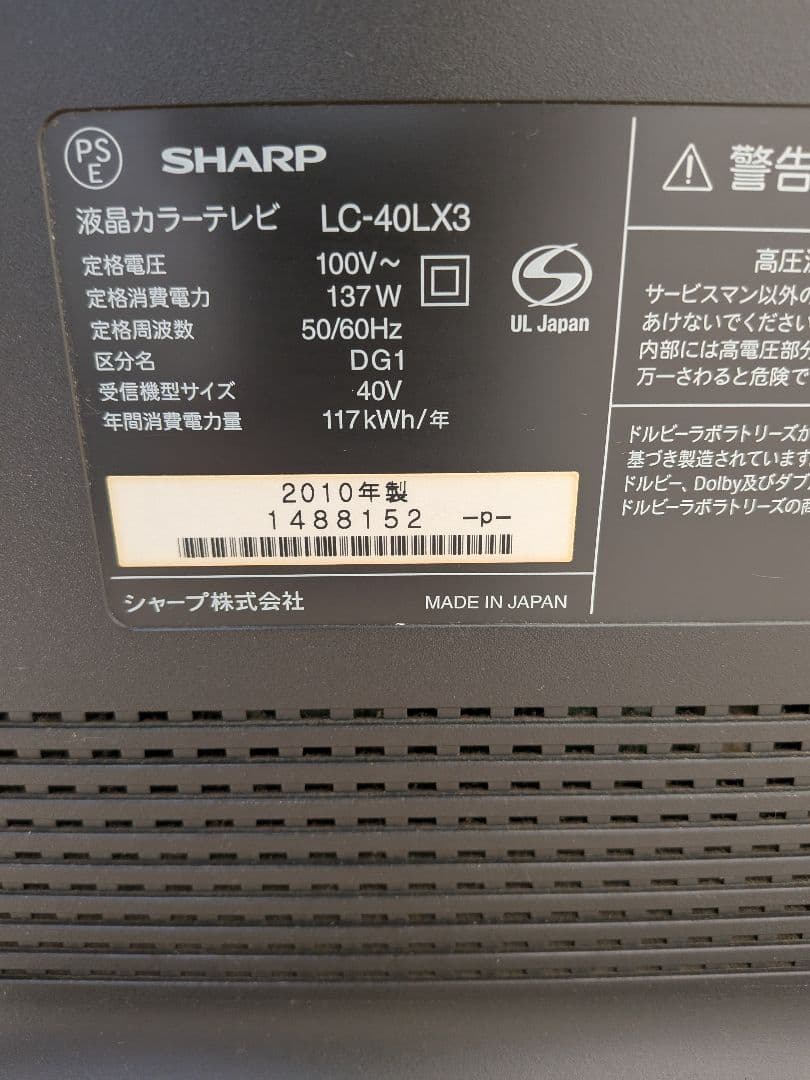 PS
E
SHARP
液晶カラーテレビ LC-40LX3
定格電圧 100V~
定格消費電力 137W
定格周波数 50/60Hz
区分名 DG1
受信機型サイズ 40V
年間消費電力量 117kWh/年
UL Japan
2010年製
1488152 -p-
シャープ株式会社 MADE IN JAPAN
警告
高圧
サービスマン以外の
あけないでください
内部には高電圧部分
万一さわると危険で
ドルビーラボラトリーズか
基づき製造されています
ドルビー、Dolby及びダブ
ドルビーラボラトリーズの商